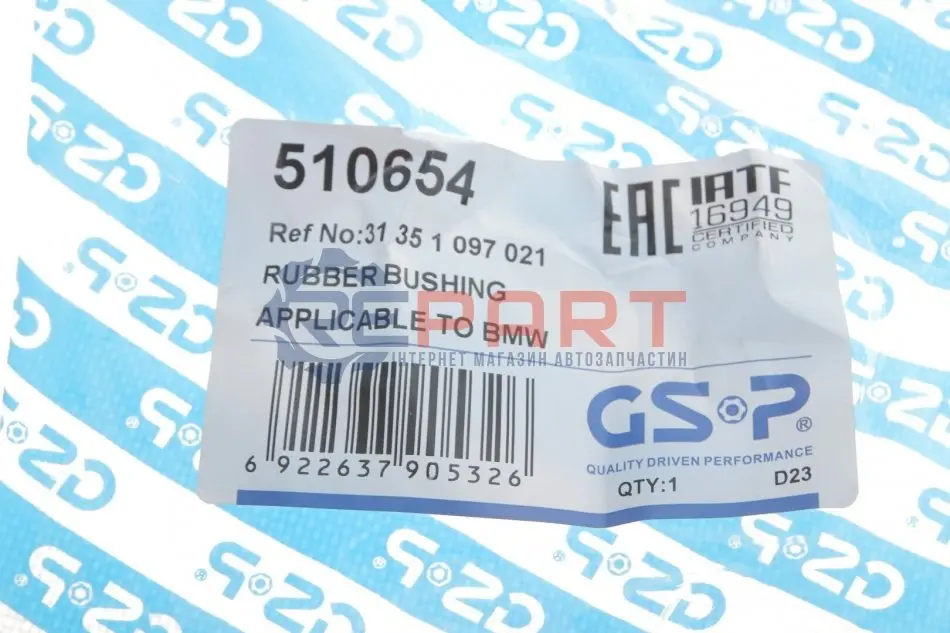 510654
Ref No:31 35 1 097 021
RUBBER BUSHING
APPLICABLE TO BMW
6 922637 905326
EAC
IATF
16949
CERTIFIED
COMPANY
GSP®
QUALITY DRIVEN PERFORMANCE
QTY:1
D23
PART
ІНТЕРНЕТ МАГАЗИН АВТОЗАПЧАСТИН